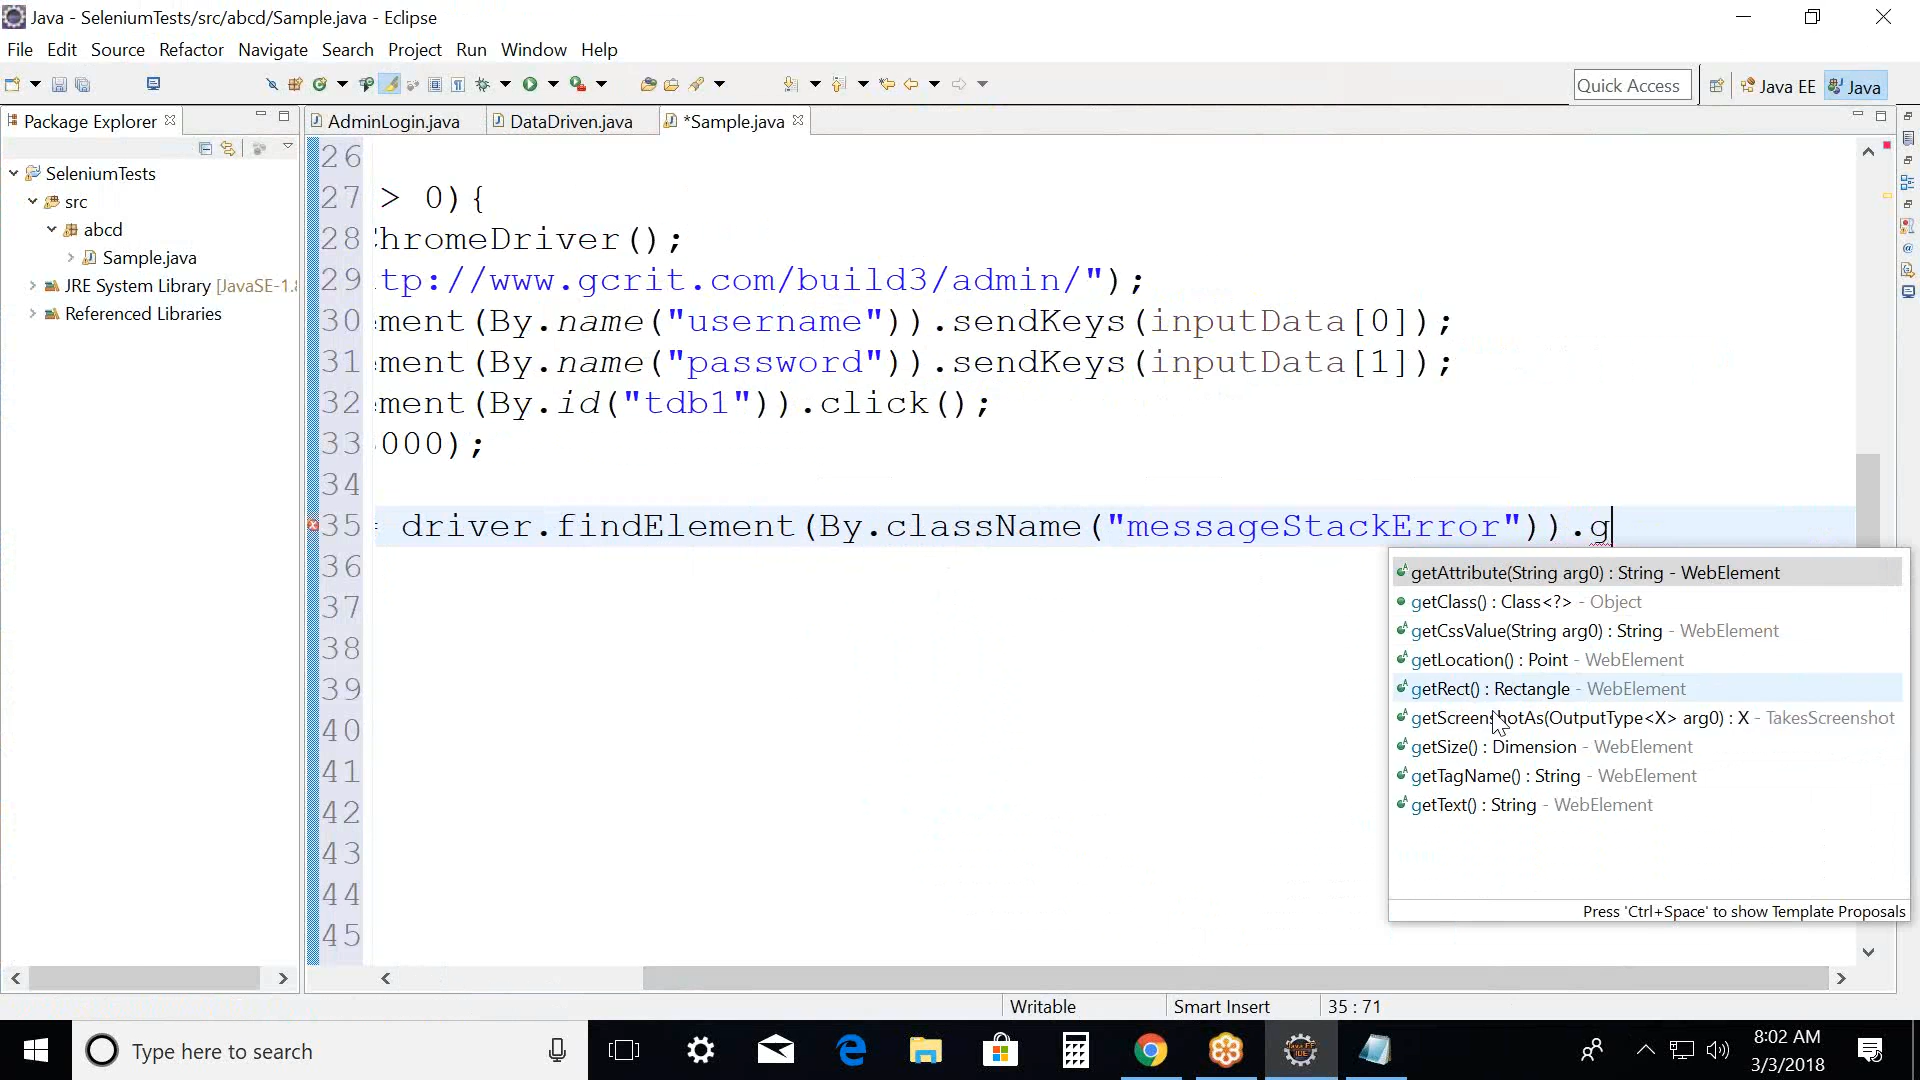 Java - SeleniumTests/src/abcd/Sample.java - Eclipse
File Edit Source Refactor Navigate Search Project Run Window Help
Quick Access Java EE Java
Package Explorer AdminLogin.java DataDriven.java *Sample.java
SeleniumTests
src
abcd
Sample.java
JRE System Library [JavaSE-1.8
Referenced Libraries
26
27 > 0){
28 ChromeDriver();
29 tp://www.gcrit.com/build3/admin/");
30 ement(By.name("username")).sendKeys(inputData[0]);
31 ement(By.name("password")).sendKeys(inputData[1]);
32 ement(By.id("tdb1")).click();
33 000);
34
35 = driver.findElement(By.className("messageStackError")).g
36
37
38
39
40
41
42
43
44
45
getAttribute(String arg0) : String - WebElement
getClass() : Class<?> - Object
getCssValue(String arg0) : String - WebElement
getLocation() : Point - WebElement
getRect() : Rectangle - WebElement
getScreenshotAs(OutputType<X> arg0) : X - TakesScreenshot
getSize() : Dimension - WebElement
getTagName() : String - WebElement
getText() : String - WebElement
Press 'Ctrl+Space' to show Template Proposals
Writable Smart Insert 35 : 71
Type here to search
8:02 AM
3/3/2018